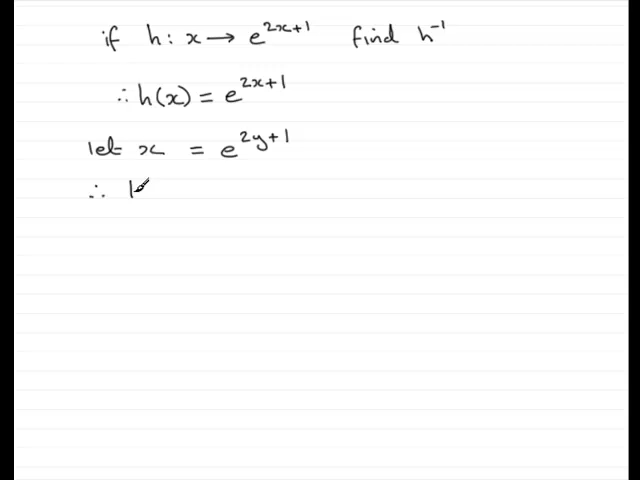 if h: x → e^{2x+1} find h^{-1}
∴ h(x) = e^{2x+1}
let x = e^{2y+1}
∴ l